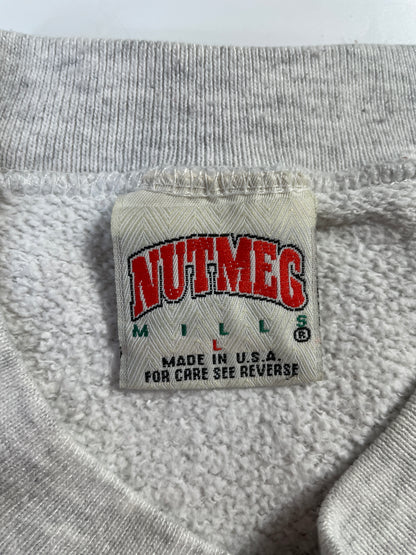 NUTMEG
MILLS®
L
MADE IN U.S.A.
FOR CARE SEE REVERSE